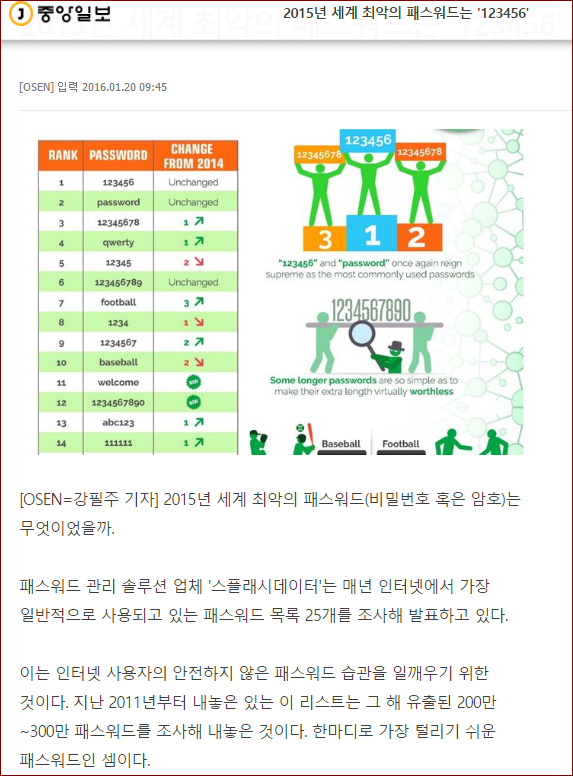 중앙일보
2015년 세계 최악의 패스워드는 '123456'
[OSEN] 입력 2016.01.20 09:45
RANK PASSWORD CHANGE FROM 2014
1 123456 Unchanged
2 password Unchanged
3 12345678 1
4 qwerty 1
5 12345 2
6 123456789 Unchanged
7 football 3
8 1234 1
9 1234567 2
10 baseball 2
11 welcome
12 1234567890
13 abc123 1
14 111111 1
12345678 123456 12345678
3 1 2
"123456" and "password" once again reign
supreme as the most commonly used passwords
1234567890
Some longer passwords are so simple as to
make their extra length virtually worthless
Baseball Football
[OSEN=강필주 기자] 2015년 세계 최악의 패스워드(비밀번호 혹은 암호)는
무엇이었을까.
패스워드 관리 솔루션 업체 '스플래시데이터'는 매년 인터넷에서 가장
일반적으로 사용되고 있는 패스워드 목록 25개를 조사해 발표하고 있다.
이는 인터넷 사용자의 안전하지 않은 패스워드 습관을 일깨우기 위한
것이다. 지난 2011년부터 내놓은 있는 이 리스트는 그 해 유출된 200만
~300만 패스워드를 조사해 내놓은 것이다. 한마디로 가장 털리기 쉬운
패스워드인 셈이다.